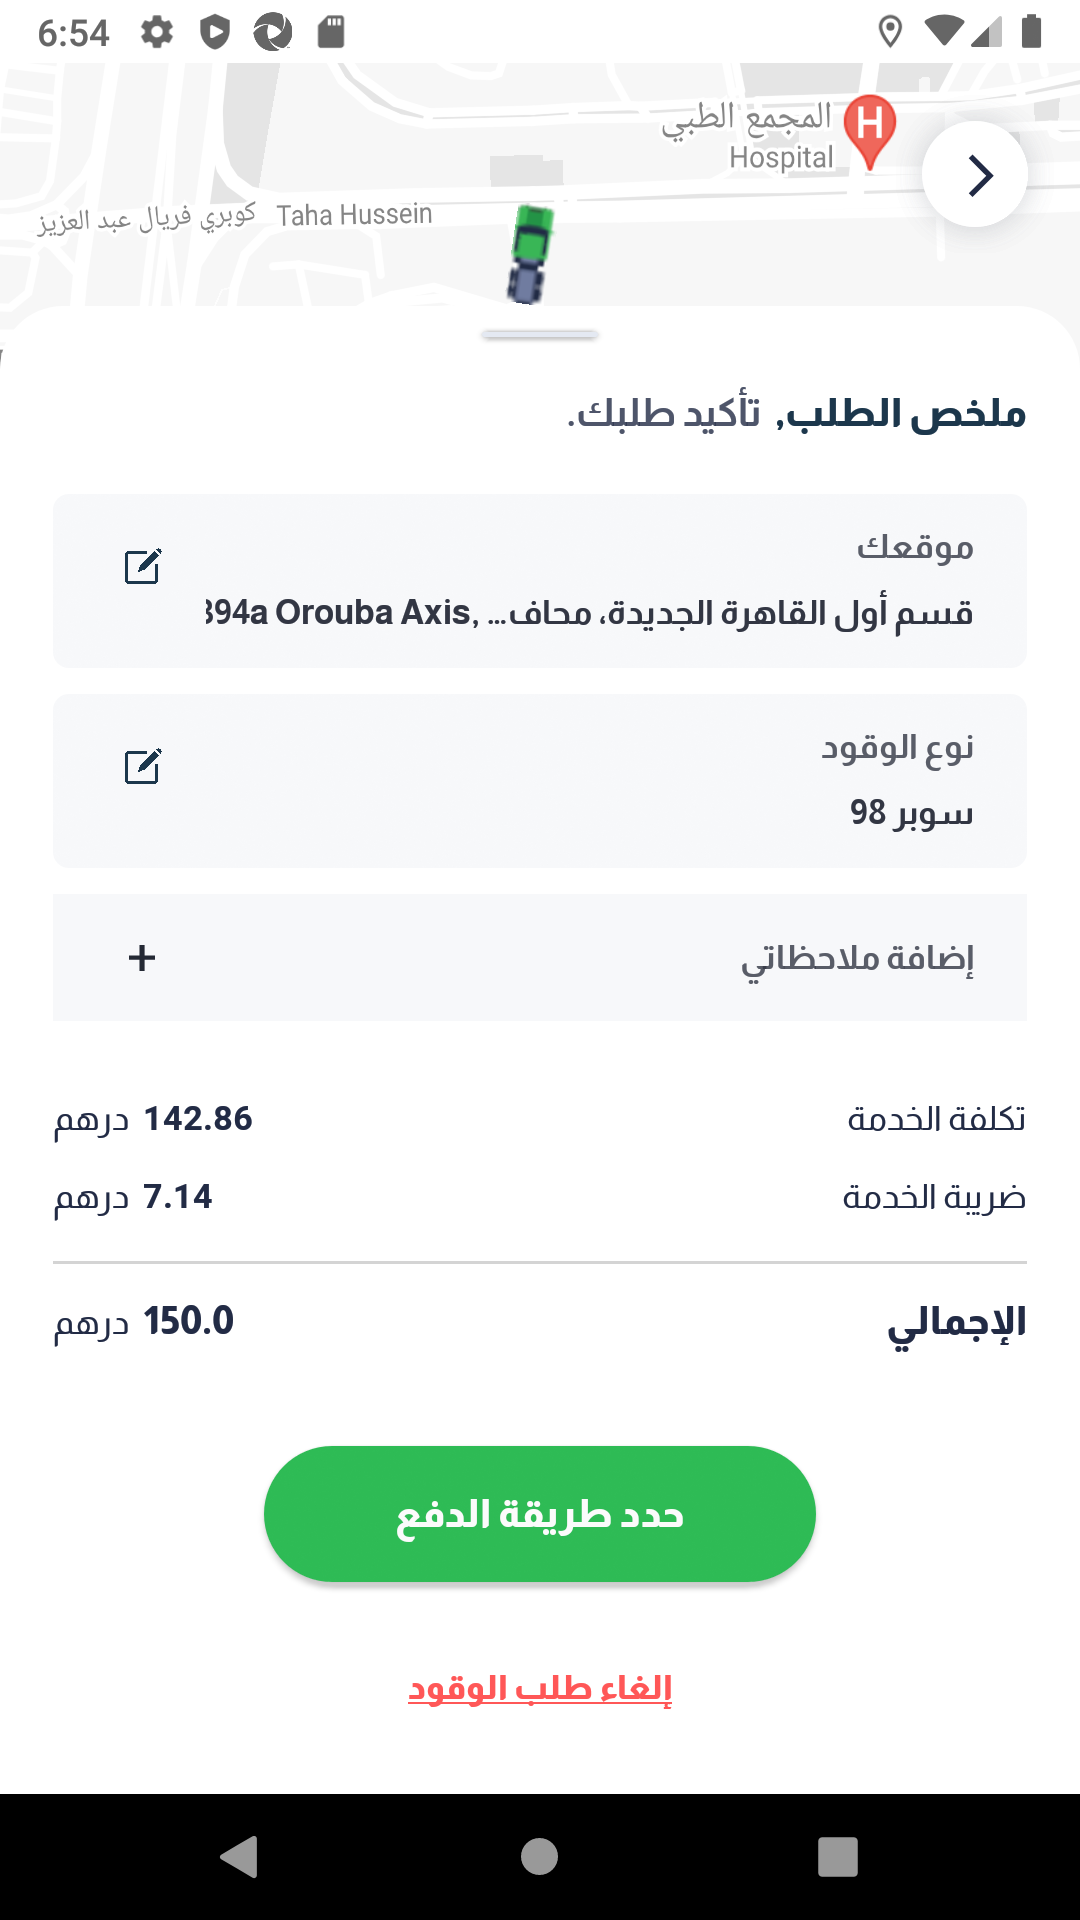 6:54
المجمع الطبي
Hospital
H
كوبري فريال عبد العزيز
Taha Hussein
ملخص الطلب, تأكيد طلبك.
موقعك
394a Orouba Axis, قسم أول القاهرة الجديدة، محاف...
نوع الوقود
سوبر 98
إضافة ملاحظاتي
+
تكلفة الخدمة
142.86 درهم
ضريبة الخدمة
7.14 درهم
الإجمالي
150.0 درهم
حدد طريقة الدفع
إلغاء طلب الوقود